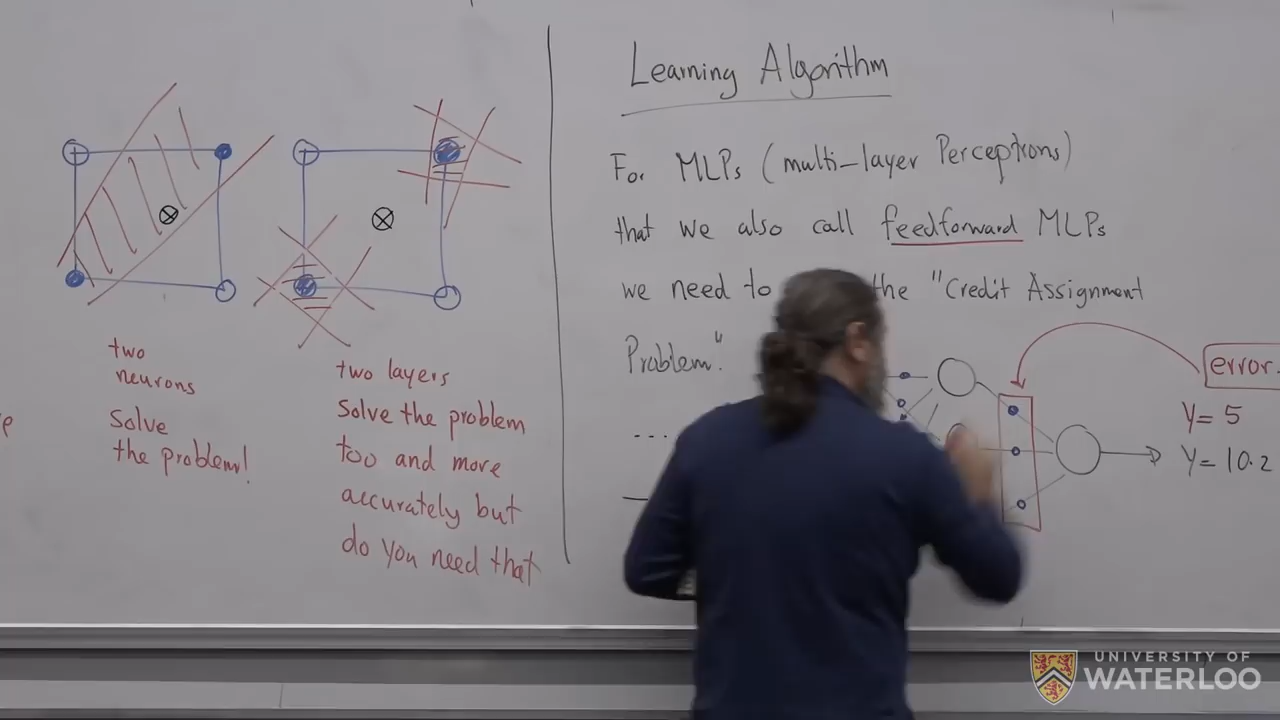 two
neurons
Solve
the problem!
two layers
Solve the problem
too and more
accurately but
do you need that
Learning Algorithm
For MLPs (multi-layer Perceptrons)
that we also call feedforward MLPs
we need to the "Credit Assignment
Problem".
....
error.
y= 5
y= 10.2
UNIVERSITY OF
WATERLOO